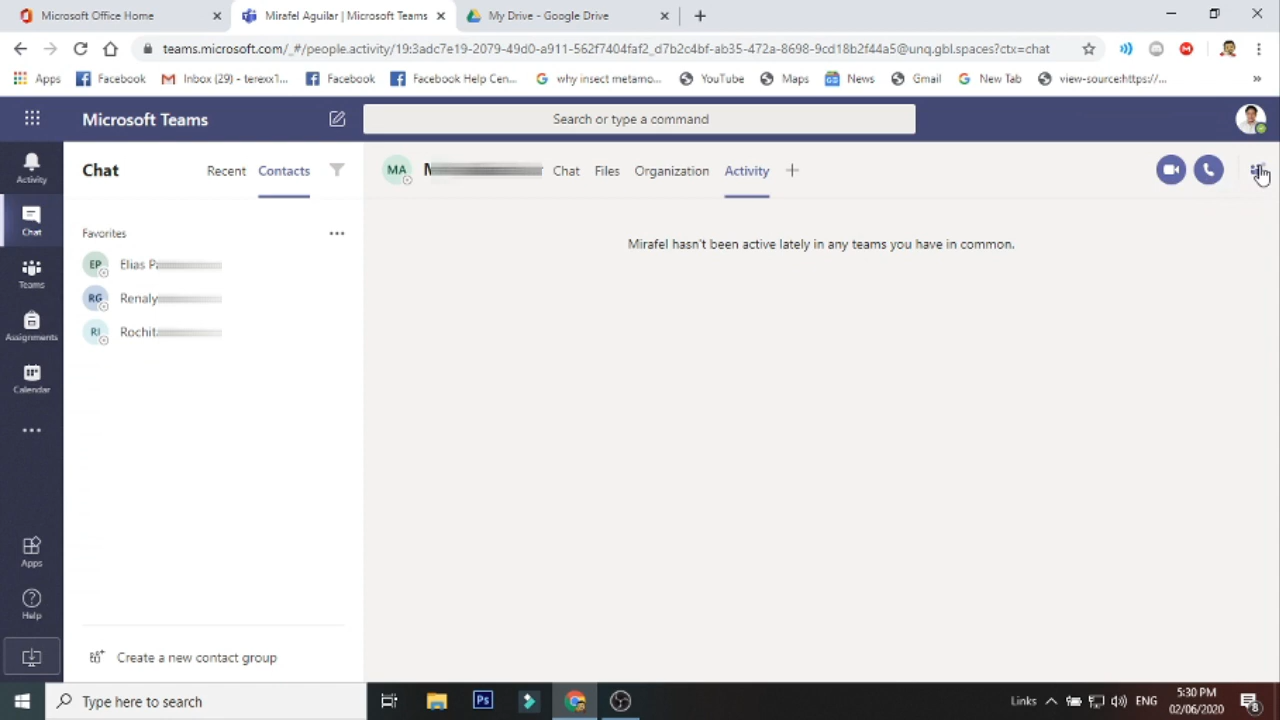 Microsoft Office Home
Mirafel Aguilar | Microsoft Teams
My Drive - Google Drive
teams.microsoft.com/_#/people.activity/19:3adc7e19-2079-49d0-a911-562f7404faf2_d7b2c4bf-ab35-472a-8698-9cd18b2f44a5@unq.gbl.spaces?ctx=chat
Apps
Facebook
Inbox (29) - terexx1...
Facebook
Facebook Help Cen...
why insect metamo...
YouTube
Maps
News
Gmail
New Tab
view-source:https://...
»
Microsoft Teams
Search or type a command
Activity
Chat
Teams
Assignments
Calendar
Apps
Help
Chat
Recent
Contacts
Favorites
EP Elias P
RG Renaly
RI Rochit
Create a new contact group
MA
Chat
Files
Organization
Activity
Mirafel hasn't been active lately in any teams you have in common.
Type here to search
Ps
Links
ENG
5:30 PM
02/06/2020
8